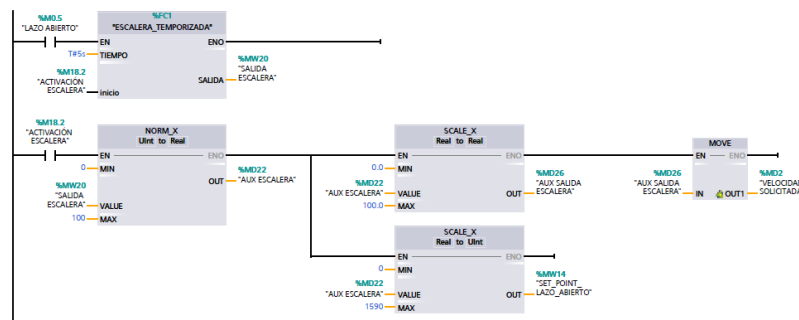 %M0.5
"LAZO ABIERTO"
%FC1
"ESCALERA_TEMPORIZADA"
EN
ENO
T#5s
TIEMPO
%MW20
"SALIDA
ESCALERA"
SALIDA
%M18.2
"ACTIVACIÓN
ESCALERA"
inicio
%M18.2
"ACTIVACIÓN
ESCALERA"
NORM_X
UInt to Real
EN
ENO
0
MIN
%MD22
OUT
"AUX ESCALERA"
%MW20
"SALIDA
ESCALERA"
VALUE
100
MAX
SCALE_X
Real to Real
EN
ENO
0.0
MIN
%MD22
"AUX ESCALERA"
VALUE
100.0
MAX
%MD26
"AUX SALIDA
ESCALERA"
OUT
MOVE
EN
ENO
%MD26
"AUX SALIDA
ESCALERA"
IN
OUT1
%MD2
"VELOCIDAD
SOLICITADA
SCALE_X
Real to UInt
EN
ENO
0
MIN
%MD22
"AUX ESCALERA"
VALUE
1590
MAX
%MW14
"SET_POINT_
LAZO_ABIERTO"
OUT